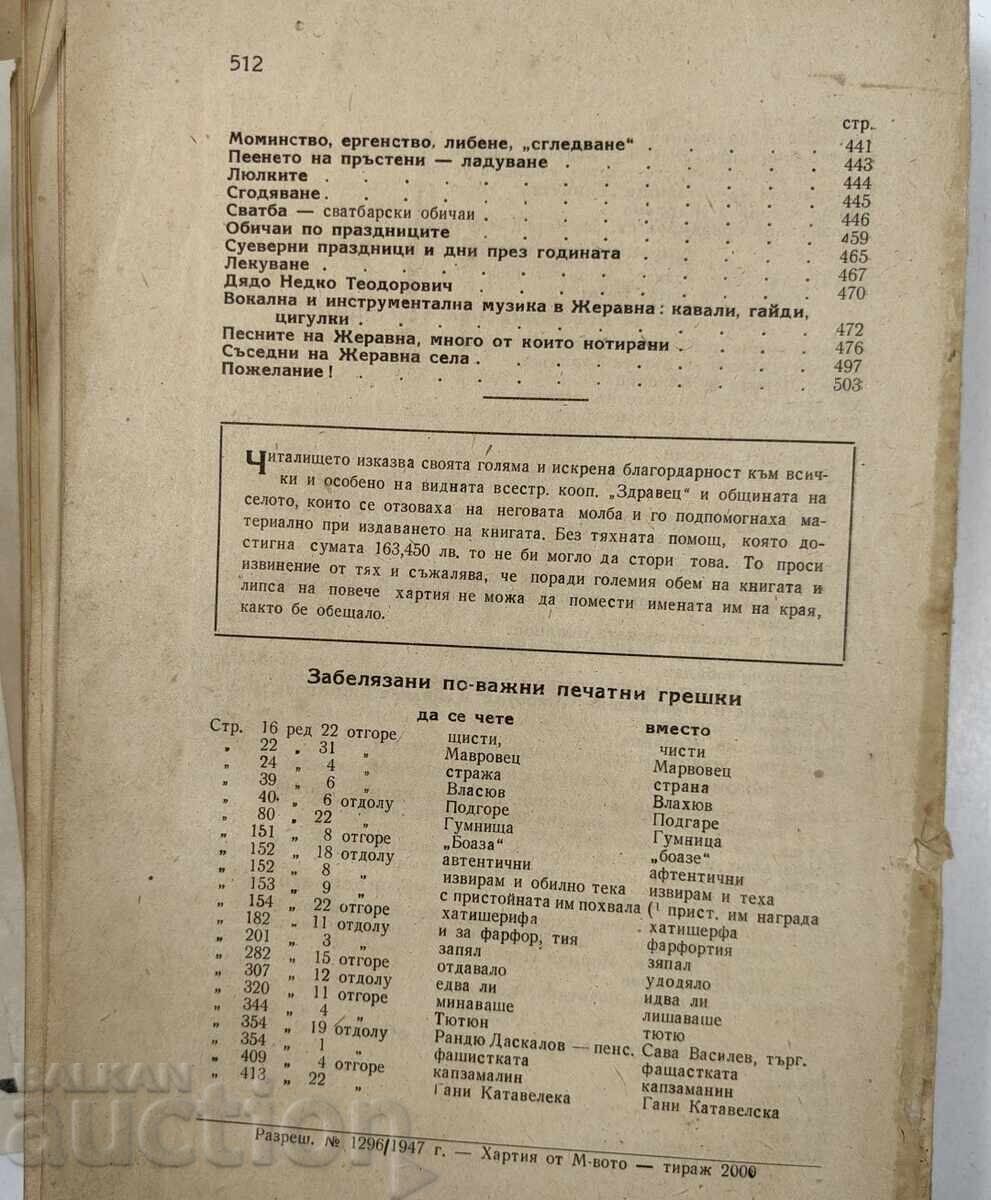 512
стр.
Моминство, ергенство, либене, „сгледване“ . . . . . 441
Пеенето на пръстени — ладуване . . . . . . . 443
Люлките . . . . . . . . . . . . . 444
Сгодяване . . . . . . . . . . . . . 445
Сватба — сватбарски обичаи . . . . . . . . . 446
Обичаи по праздниците . . . . . . . . . 459
Суеверни праздници и дни през годината . . . . . 465
Лекуване . . . . . . . . . . . . . 467
Дядо Недко Теодорович . . . . . . . . . 470
Вокална и инструментална музика в Жеравна: кавали, гайди,
цигулки . . . . . . . . . . . . 472
Песните на Жеравна, много от които нотирани . . . . 476
Съседни на Жеравна села . . . . . . . . . 497
Пожелание! . . . . . . . . . . . . 503
Читалището изказва своята голяма и искрена благордарност към всич-
ки и особено на видната всестр. кооп. „Здравец“ и общината на
селото, които се отзоваха на неговата молба и го подпомогнаха ма-
териално при издаването на книгата. Без тяхната помощ, която до-
стигна сумата 163,450 лв. то не би могло да стори това. То проси
извинение от тях и съжалява, че поради големия обем на книгата и
липса на повече хартия не можа да помести имената им на края,
както бе обещало.
Забелязани по-важни печатни грешки
да се чете вместо
Стр. 16 ред 22 отгоре щисти, чисти
„ 22 „ 31 „ Мавровец Марвовец
„ 24 „ 4 „ стража страна
„ 39 „ 6 „ Власюв Влахюв
„ 40 „ 6 отдолу Подгоре Подгаре
„ 80 „ 22 „ Гумнища Гумница
„ 151 „ 8 отгоре „Боаза“ „боазе“
„ 152 „ 18 отдолу автентични афтентични
„ 152 „ 8 „ извирам и обилно тека извирам и теха
„ 153 „ 9 „ с пристойната им похвала (¹ прист. им награда
„ 154 „ 22 отгоре хатишерифа хатишерфа
„ 182 „ 11 отдолу и за фарфор, тия фарфортия
„ 201 „ 3 „ запял зяпал
„ 282 „ 15 отгоре отдавало удодяло
„ 307 „ 12 отдолу едва ли идва ли
„ 320 „ 11 отгоре минаваше лишаваше
„ 344 „ 4 „ Тютюн тютю
„ 354 „ 19 отдолу Рандю Даскалов — пенс. Сава Василев, търг.
„ 354 „ 1 „ фашистката фащастката
„ 409 „ 4 отгоре капзамалин капзаманин
„ 413 „ 22 „ Гани Катавелека Гани Катавелска
Разреш. № 1296/1947 г. — Хартия от М-вото — тираж 2000
BALKAN
auction